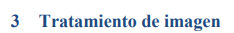 3 Tratamiento de imagen